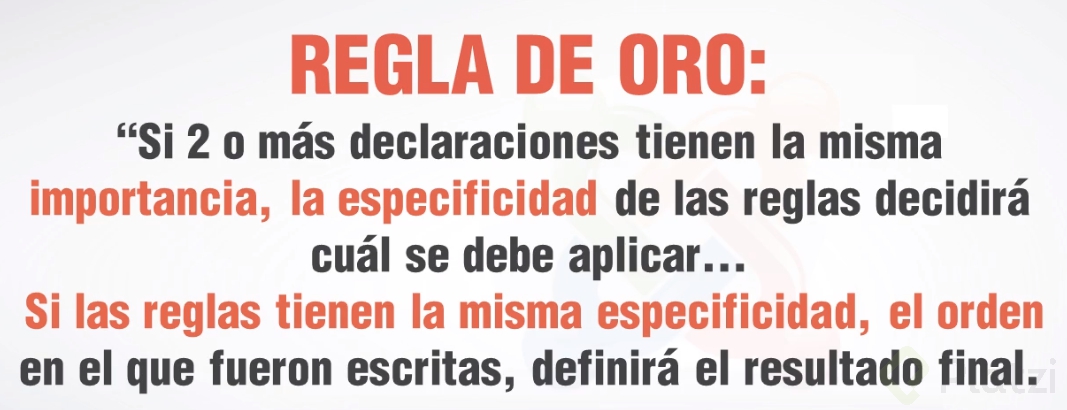 REGLA DE ORO:
“Si 2 o más declaraciones tienen la misma
importancia, la especificidad de las reglas decidirá
cuál se debe aplicar...
Si las reglas tienen la misma especificidad, el orden
en el que fueron escritas, definirá el resultado final.